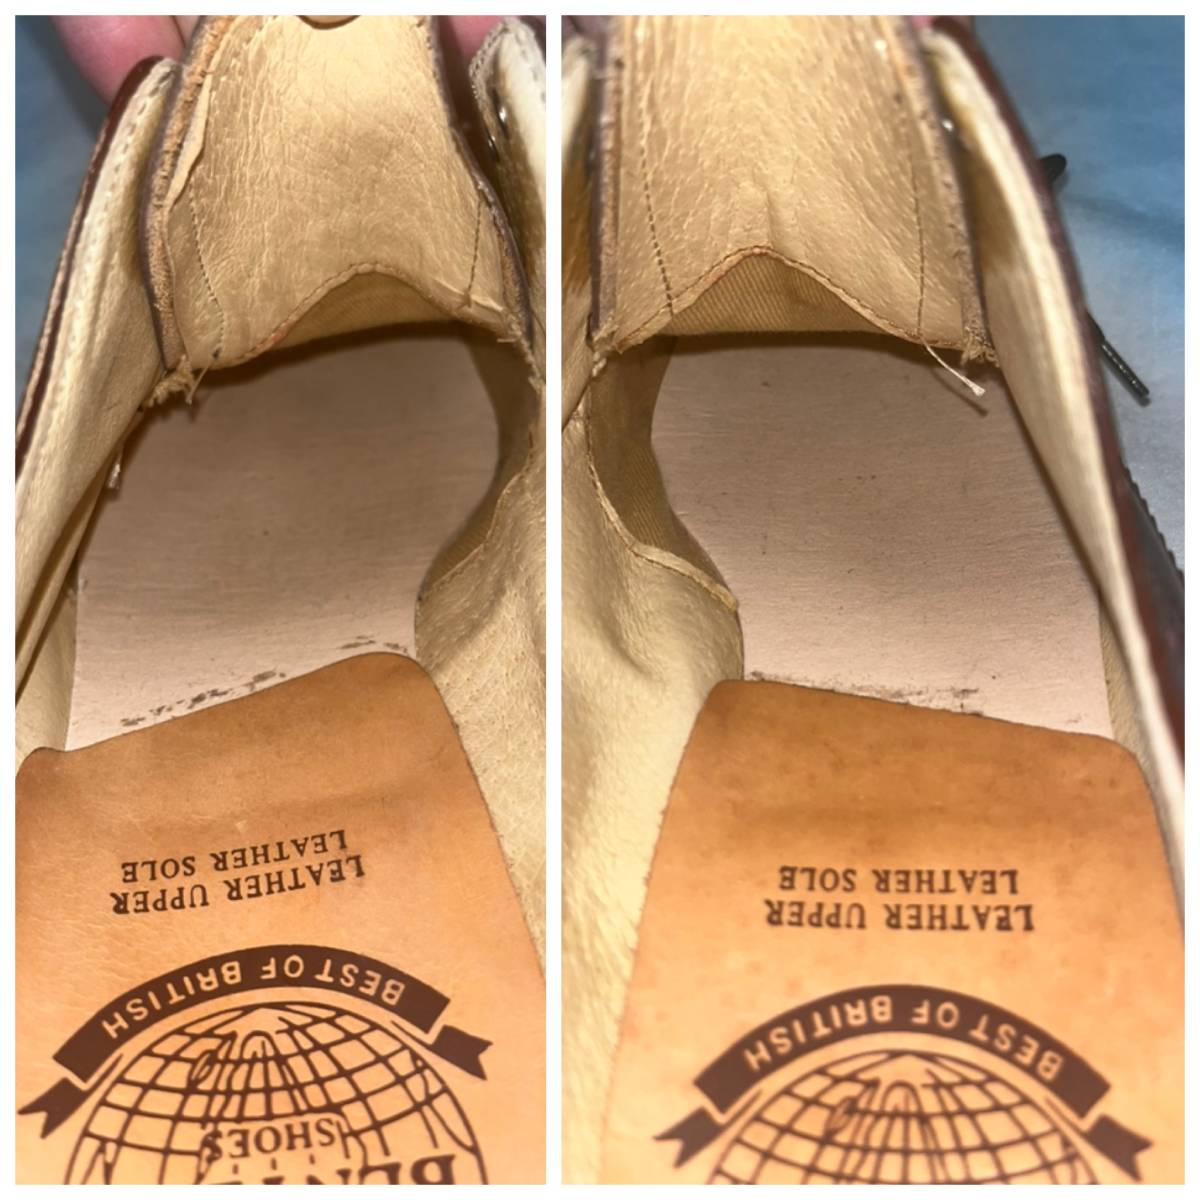 SHOES
BEST OF BRITISH
LEATHER UPPER
LEATHER SOLE
BEST OF BRITISH
LEATHER UPPER
LEATHER SOLE